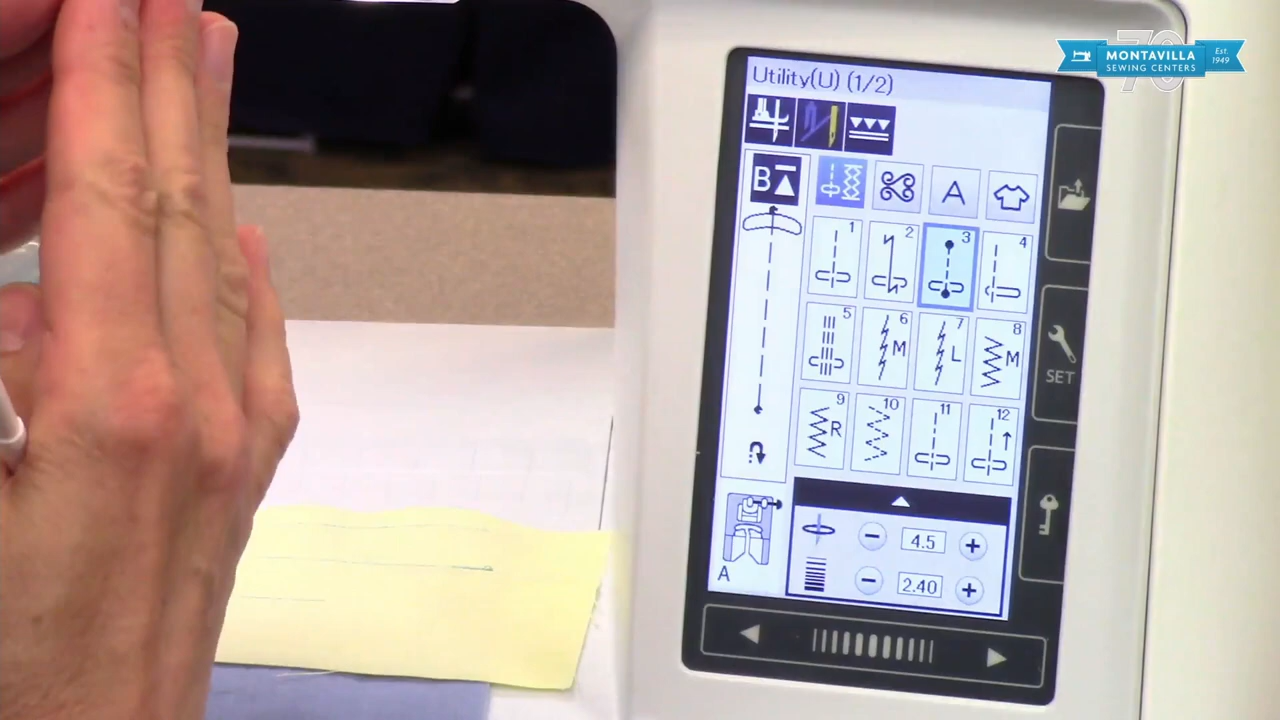 70
MONTAVILLA
SEWING CENTERS
Est.
1949
Utility(U) (1/2)
B
A
1
2
3
4
5
6 M
7 L
8 M
9 R
10
11
12
SET
4.5
2.40
A